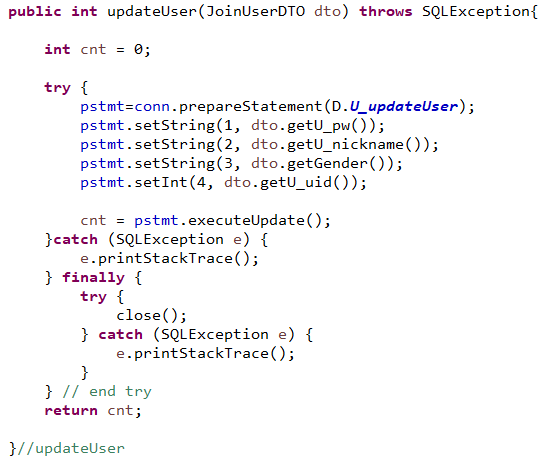 public int updateUser(JoinUserDTO dto) throws SQLException{
int cnt = 0;
try {
pstmt=conn.prepareStatement(D.U_updateUser);
pstmt.setString(1, dto.getU_pw());
pstmt.setString(2, dto.getU_nickname());
pstmt.setString(3, dto.getGender());
pstmt.setInt(4, dto.getU_uid());
cnt = pstmt.executeUpdate();
}catch (SQLException e) {
e.printStackTrace();
} finally {
try {
close();
} catch (SQLException e) {
e.printStackTrace();
}
} // end try
return cnt;
}//updateUser